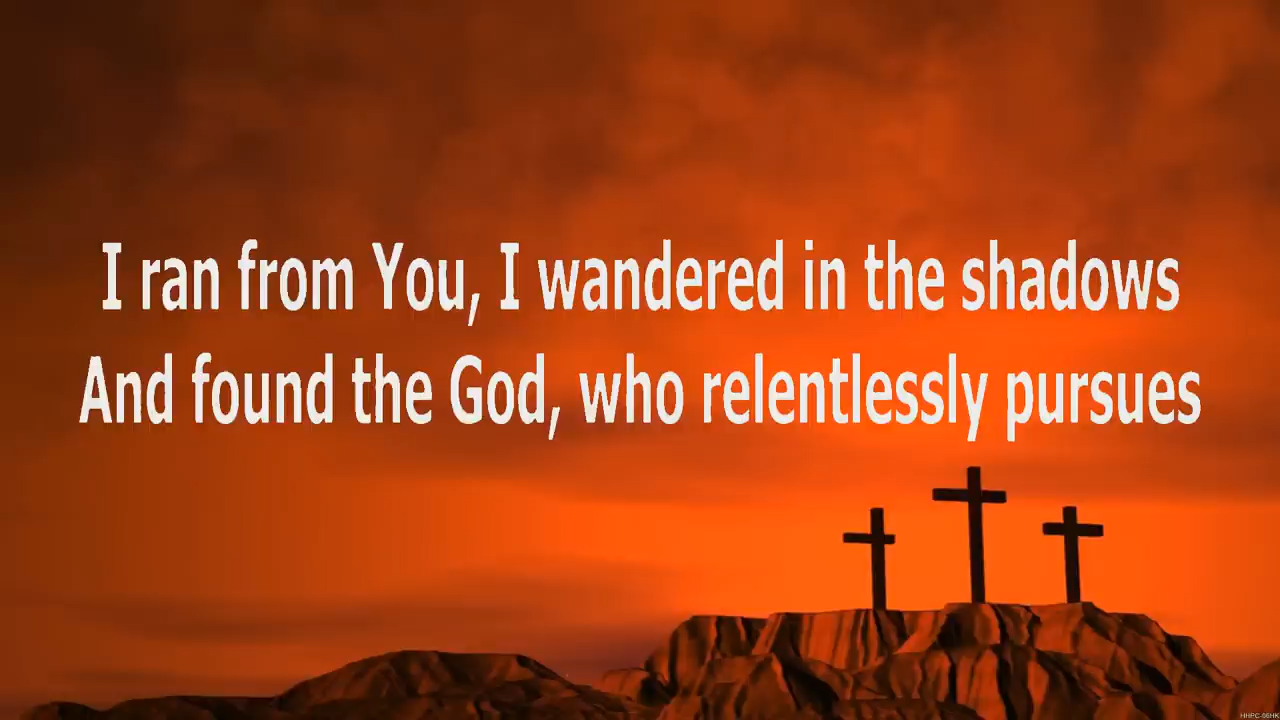 I ran from You, I wandered in the shadows
And found the God, who relentlessly pursues